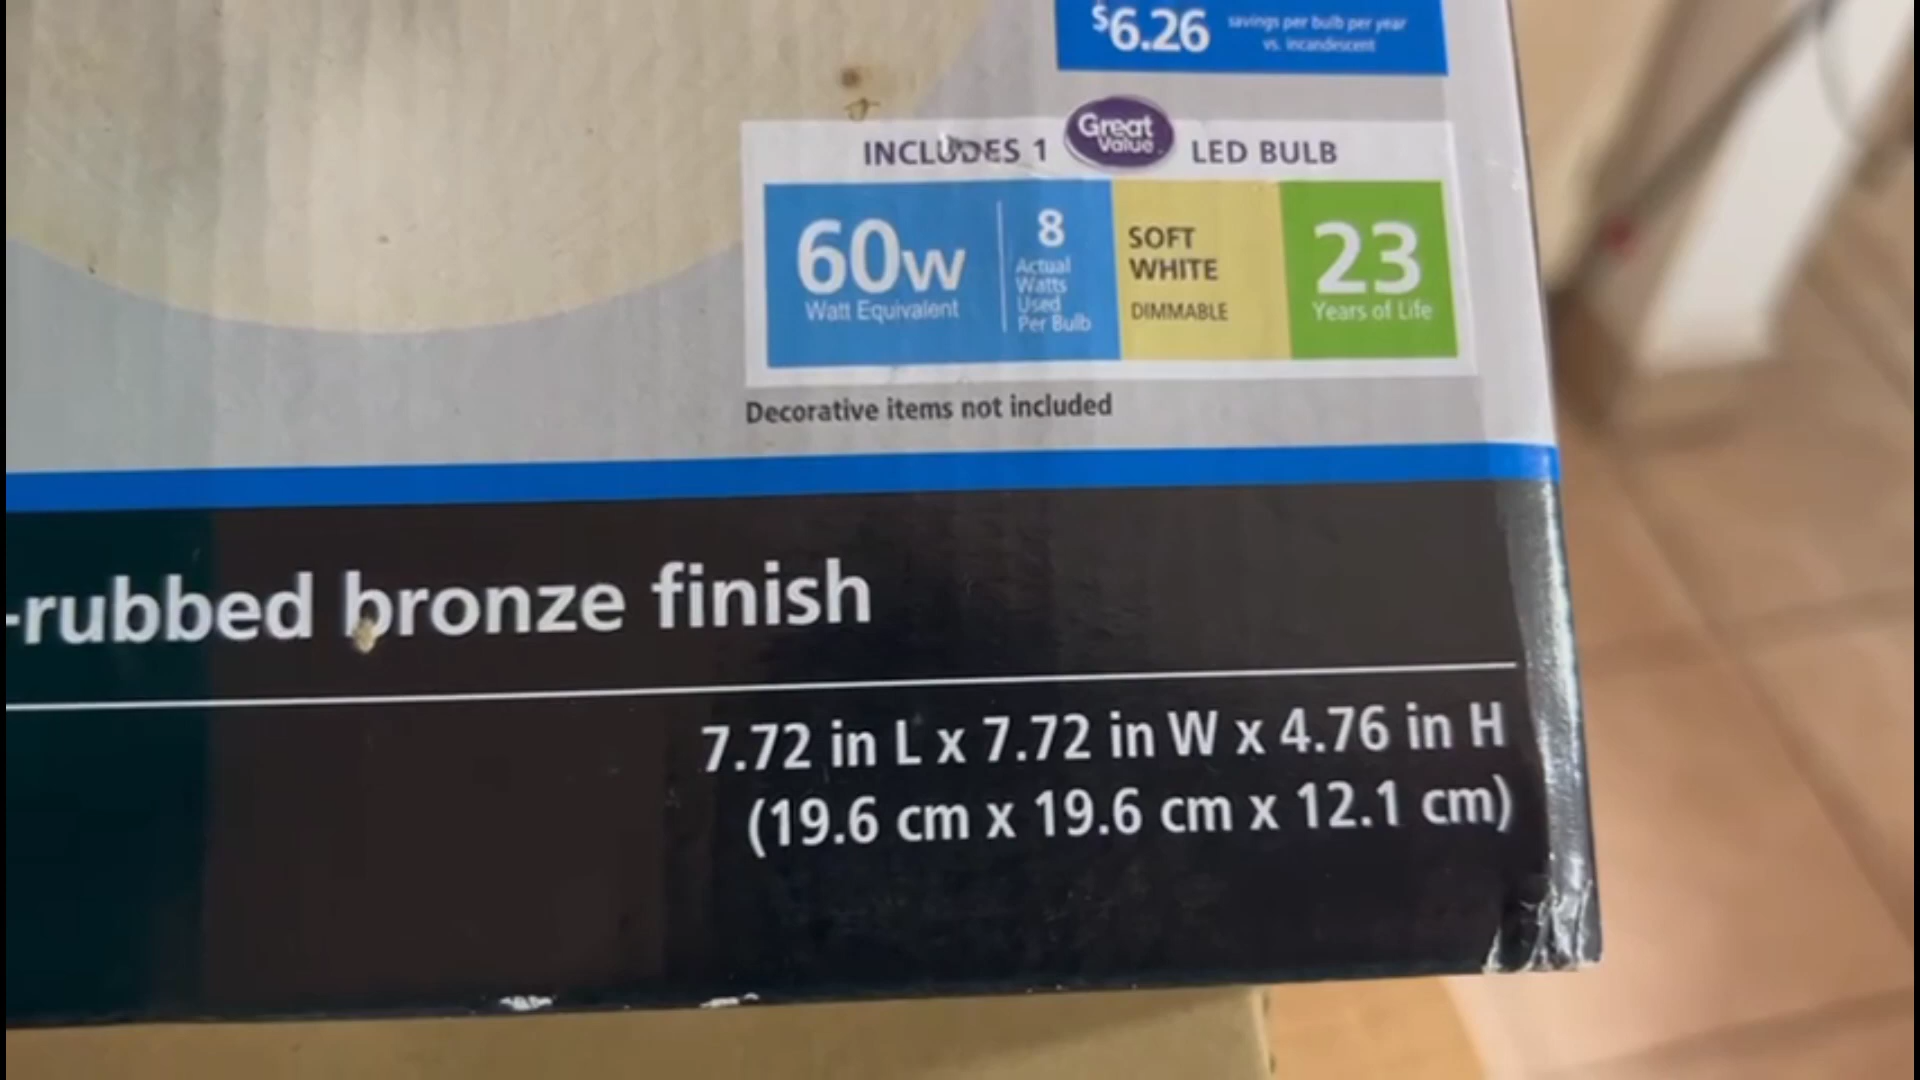 $6.26
savings per bulb per year
vs. incandescent
INCLUDES 1 Great Value LED BULB
60w
Watt Equivalent
8
Actual
Watts
Used
Per Bulb
SOFT
WHITE
DIMMABLE
23
Years of Life
Decorative items not included
-rubbed bronze finish
7.72 in L x 7.72 in W x 4.76 in H
(19.6 cm x 19.6 cm x 12.1 cm)